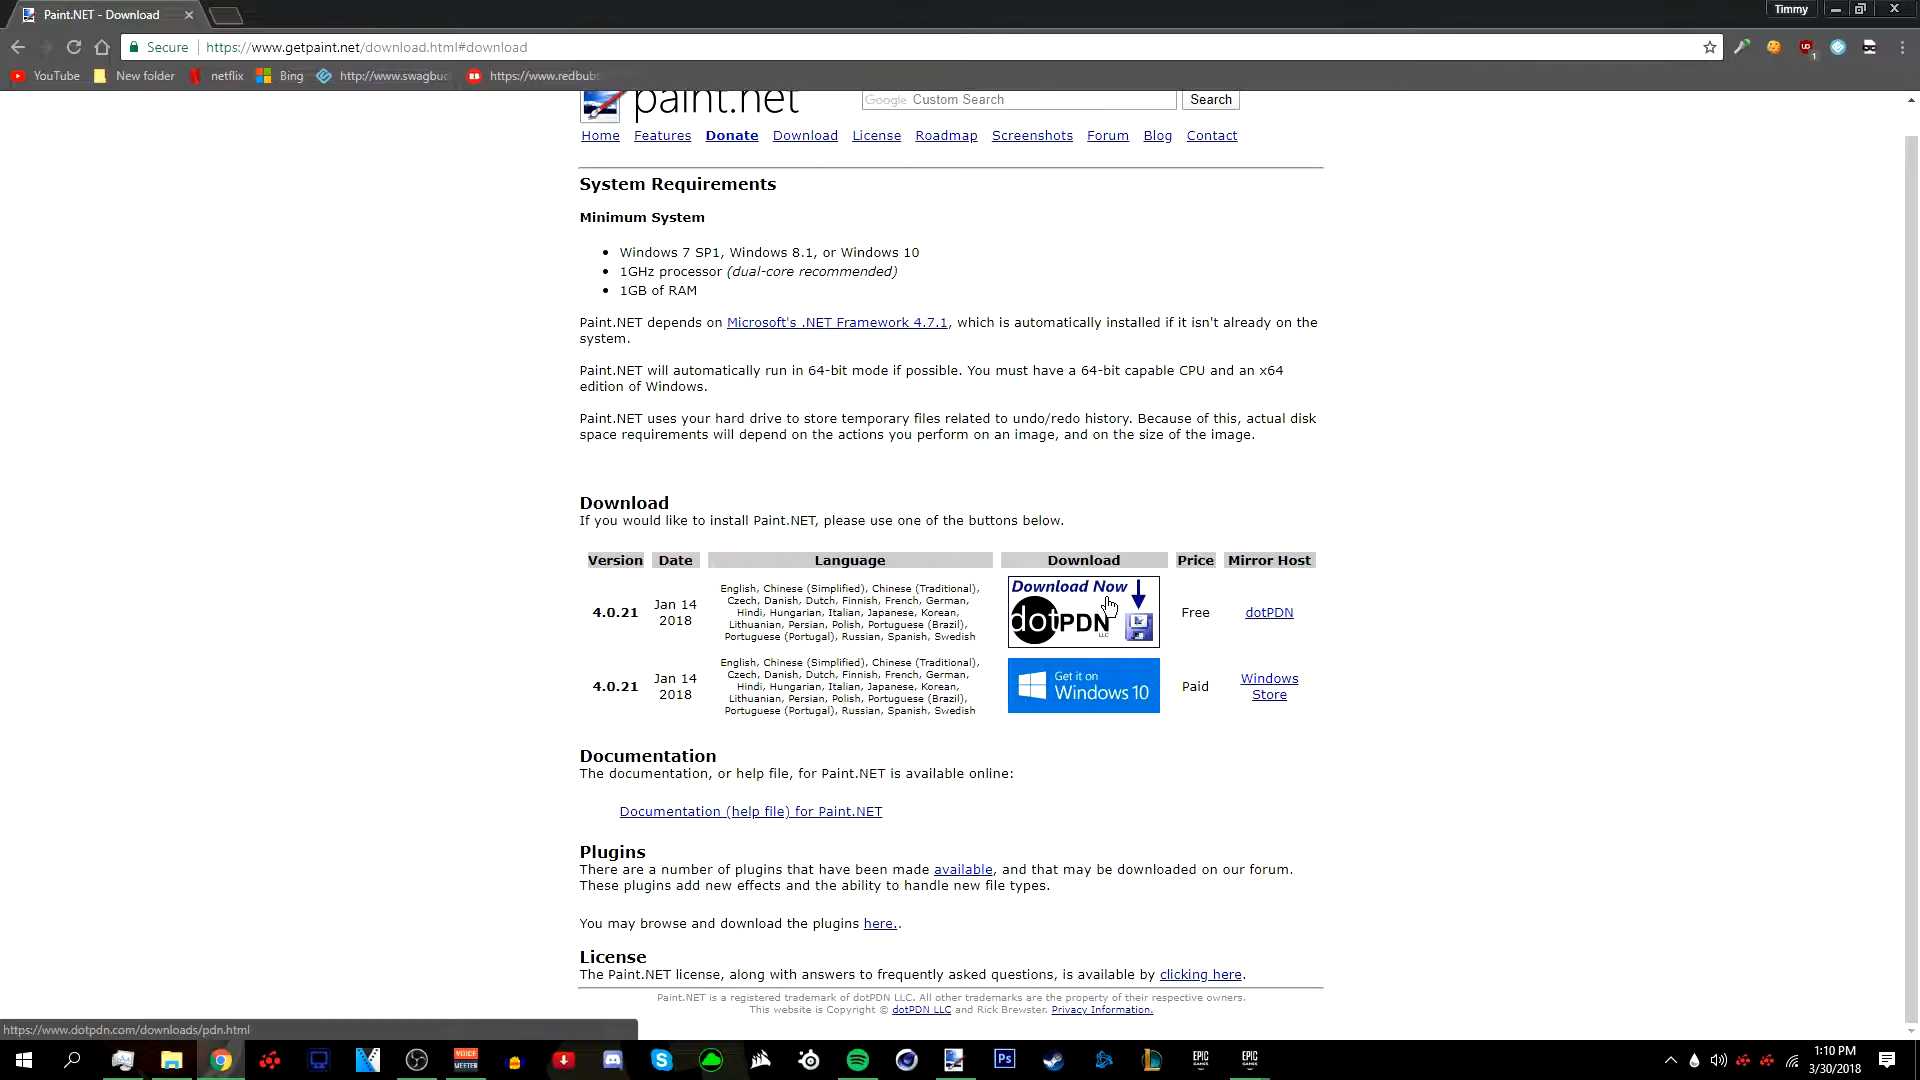 Paint.NET - Download
Timmy
Secure
https://www.getpaint.net/download.html#download
YouTube
New folder
netflix
Bing
http://www.swagbuc
https://www.redbub
paint.net
Google Custom Search
Search
Home Features Donate Download License Roadmap Screenshots Forum Blog Contact
System Requirements
Minimum System
Windows 7 SP1, Windows 8.1, or Windows 10
1GHz processor (dual-core recommended)
1GB of RAM
Paint.NET depends on Microsoft's .NET Framework 4.7.1, which is automatically installed if it isn't already on the
system.
Paint.NET will automatically run in 64-bit mode if possible. You must have a 64-bit capable CPU and an x64
edition of Windows.
Paint.NET uses your hard drive to store temporary files related to undo/redo history. Because of this, actual disk
space requirements will depend on the actions you perform on an image, and on the size of the image.
Download
If you would like to install Paint.NET, please use one of the buttons below.
Version Date Language Download Price Mirror Host
4.0.21
Jan 14
2018
English, Chinese (Simplified), Chinese (Traditional),
Czech, Danish, Dutch, Finnish, French, German,
Hindi, Hungarian, Italian, Japanese, Korean,
Lithuanian, Persian, Polish, Portuguese (Brazil),
Portuguese (Portugal), Russian, Spanish, Swedish
Download Now
dotPDN
LLC
Free
dotPDN
4.0.21
Jan 14
2018
English, Chinese (Simplified), Chinese (Traditional),
Czech, Danish, Dutch, Finnish, French, German,
Hindi, Hungarian, Italian, Japanese, Korean,
Lithuanian, Persian, Polish, Portuguese (Brazil),
Portuguese (Portugal), Russian, Spanish, Swedish
Get it on
Windows 10
Paid
Windows
Store
Documentation
The documentation, or help file, for Paint.NET is available online:
Documentation (help file) for Paint.NET
Plugins
There are a number of plugins that have been made available, and that may be downloaded on our forum.
These plugins add new effects and the ability to handle new file types.
You may browse and download the plugins here..
License
The Paint.NET license, along with answers to frequently asked questions, is available by clicking here.
Paint.NET is a registered trademark of dotPDN LLC. All other trademarks are the property of their respective owners.
This website is Copyright © dotPDN LLC and Rick Brewster. Privacy Information.
https://www.dotpdn.com/downloads/pdn.html
VOICE
MEETER
Ps
EPIC
GAMES
EPIC
GAMES
1:10 PM
3/30/2018